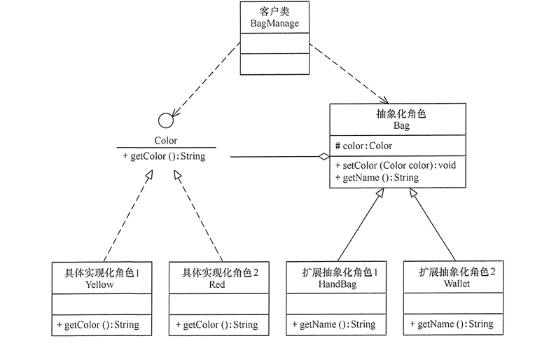 客户类
BagManage
Color
+ getColor ():String
抽象化角色
Bag
# color:Color
+ setColor (Color color):void
+ getName ():String
具体实现化角色1
Yellow
+ getColor ():String
具体实现化角色2
Red
+ getColor ():String
扩展抽象化角色1
HandBag
+ getName ():String
扩展抽象化角色2
Wallet
+ getName ():String